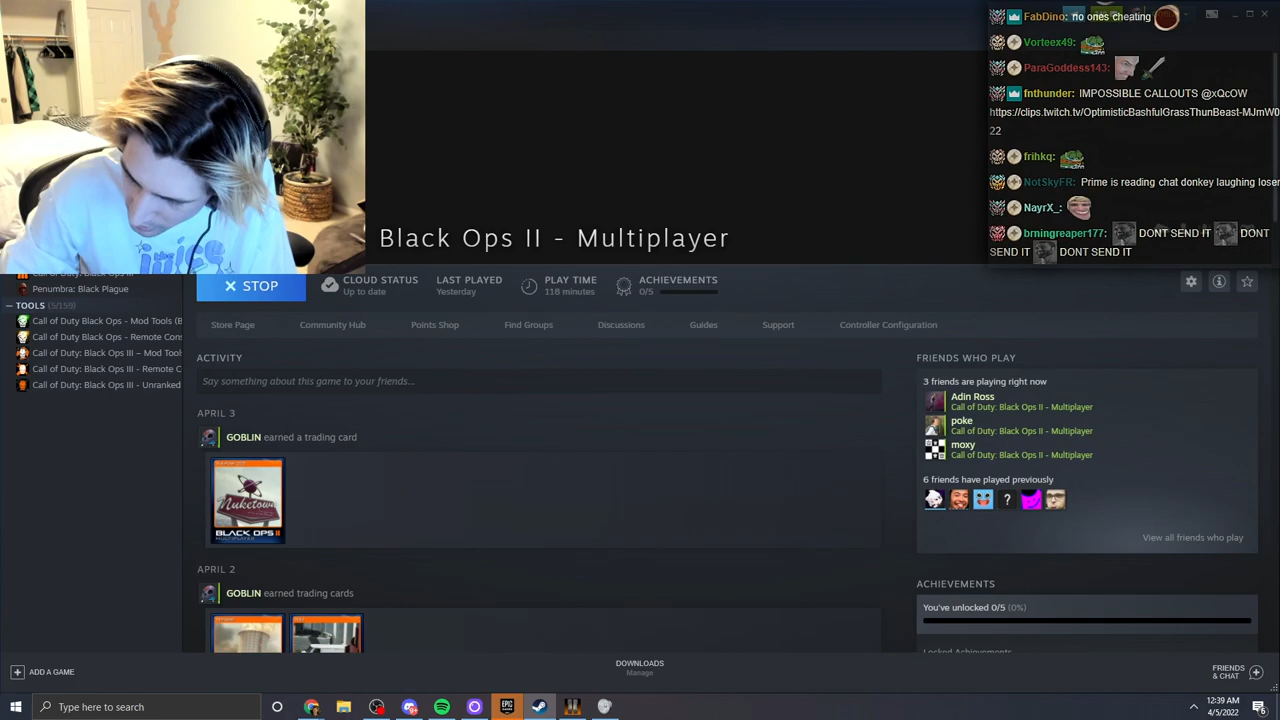 FabDino: no ones cheating
Vorteex49:
ParaGoddess143:
fnthunder: IMPOSSIBLE CALLOUTS @xQcOW
https://clips.twitch.tv/OptimisticBashfulGrassThunBeast-MJmW0
22
frihkq:
NotSkyFR: Prime is reading chat donkey laughing loser
NayrX_:
brningreaper177: DONT SEND IT DONT
SEND IT DONT SEND IT
Black Ops II - Multiplayer
Penumbra: Black Plague
TOOLS (5/159)
Call of Duty Black Ops - Mod Tools (B
Call of Duty Black Ops - Remote Cons
Call of Duty: Black Ops III – Mod Tools
Call of Duty: Black Ops III - Remote C
Call of Duty: Black Ops III - Unranked
STOP
CLOUD STATUS
Up to date
LAST PLAYED
Yesterday
PLAY TIME
118 minutes
ACHIEVEMENTS
0/5
Store Page Community Hub Points Shop Find Groups Discussions Guides Support Controller Configuration
ACTIVITY
Say something about this game to your friends...
APRIL 3
GOBLIN earned a trading card
Nuketown
BLACK OPS II
MULTIPLAYER
APRIL 2
GOBLIN earned trading cards
FRIENDS WHO PLAY
3 friends are playing right now
Adin Ross
Call of Duty: Black Ops II - Multiplayer
poke
Call of Duty: Black Ops II - Multiplayer
moxy
Call of Duty: Black Ops II - Multiplayer
6 friends have played previously
View all friends who play
ACHIEVEMENTS
You've unlocked 0/5 (0%)
Locked Achievements
ADD A GAME
DOWNLOADS
Manage
FRIENDS
& CHAT
Type here to search
EPIC
12:39 AM
4/5/2022
6